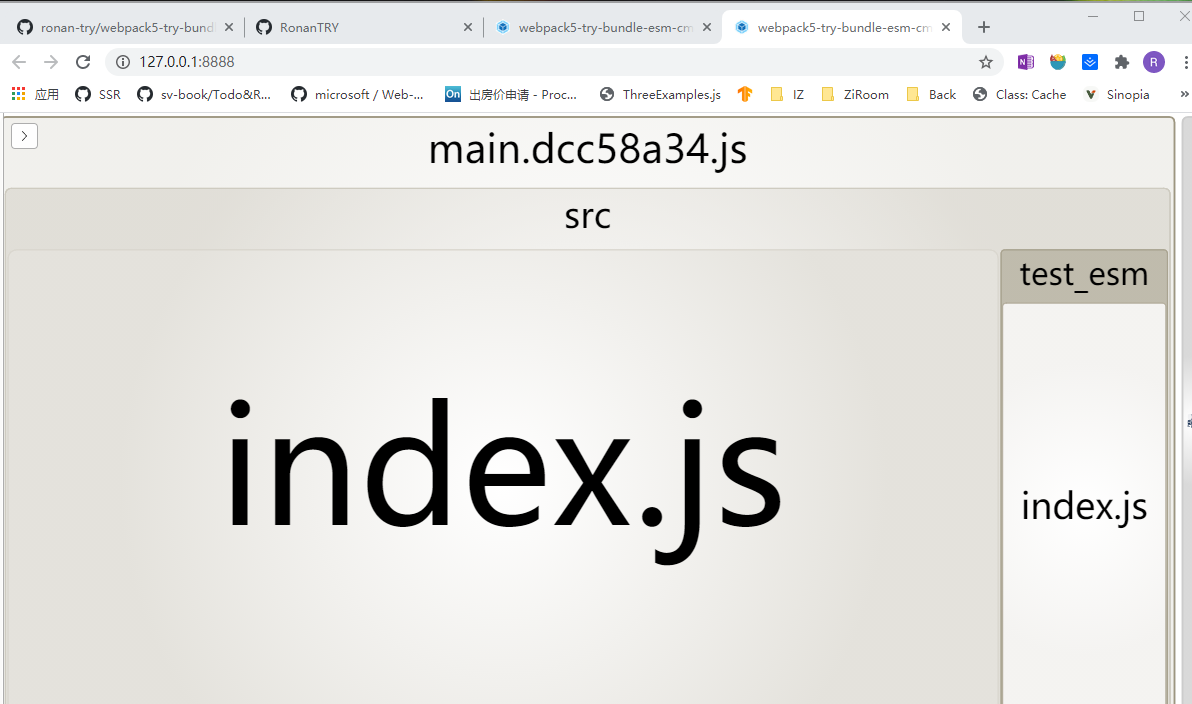 ronan-try/webpack5-try-bund
RonanTRY
webpack5-try-bundle-esm-cm
webpack5-try-bundle-esm-cm
127.0.0.1:8888
R
应用
SSR
sv-book/Todo&R...
microsoft / Web-...
On
出房价申请 - Proc...
ThreeExamples.js
IZ
ZiRoom
Back
Class: Cache
Sinopia
main.dcc58a34.js
src
test_esm
index.js
index.js